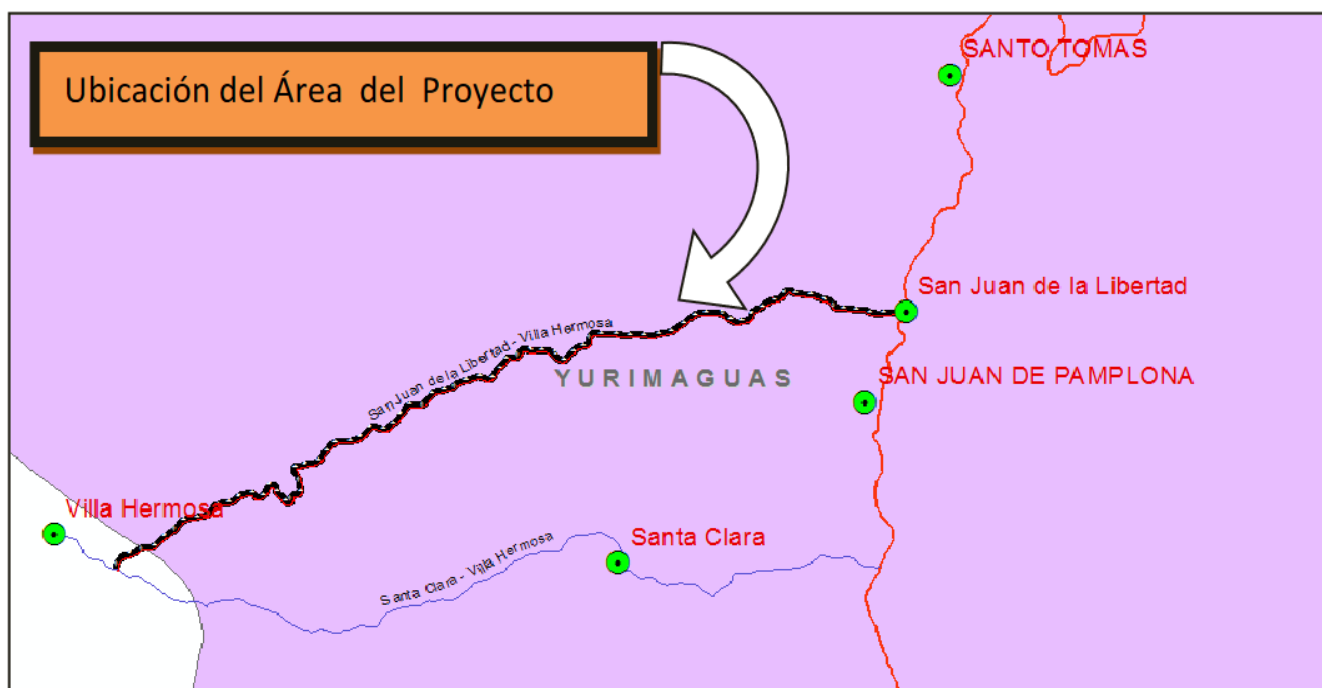 Ubicación del Área del Proyecto
SANTO TOMAS
San Juan de la Libertad
San Juan de la Libertad - Villa Hermosa
YURIMAGUAS
SAN JUAN DE PAMPLONA
Villa Hermosa
Santa Clara
Santa Clara - Villa Hermosa